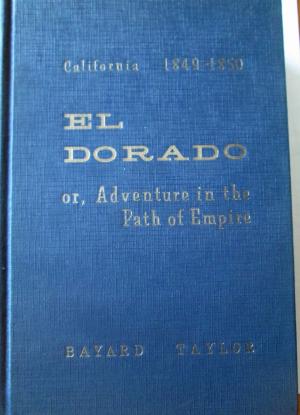 California 1849-1850
EL
DORADO
or, Adventure in the
Path of Empire
BAYARD TAYLOR